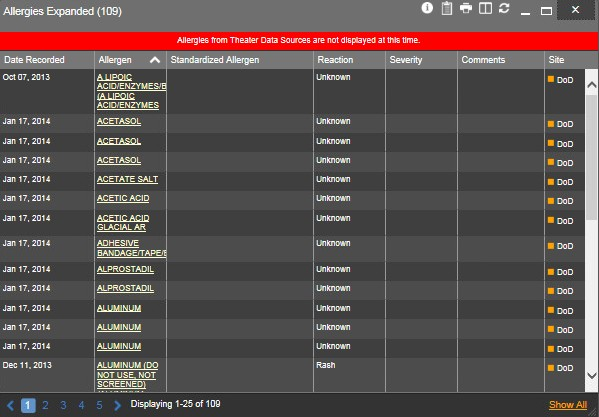 Allergies Expanded (109)
Allergies from Theater Data Sources are not displayed at this time.
Date Recorded Allergen Standardized Allergen Reaction Severity Comments Site
Oct 07, 2013 A LIPOIC Unknown DoD
ACID/ENZYMES/B
(A LIPOIC
ACID/ENZYMES
Jan 17, 2014 ACETASOL Unknown DoD
Jan 17, 2014 ACETASOL Unknown DoD
Jan 17, 2014 ACETASOL Unknown DoD
Jan 17, 2014 ACETATE SALT Unknown DoD
Jan 17, 2014 ACETIC ACID Unknown DoD
Jan 17, 2014 ACETIC ACID Unknown DoD
GLACIAL AR
Jan 17, 2014 ADHESIVE Unknown DoD
BANDAGE/TAPE/B
Jan 17, 2014 ALPROSTADIL Unknown DoD
Jan 17, 2014 ALPROSTADIL Unknown DoD
Jan 17, 2014 ALUMINUM Unknown DoD
Jan 17, 2014 ALUMINUM Unknown DoD
Jan 17, 2014 ALUMINUM Unknown DoD
Dec 11, 2013 ALUMINUM (DO Rash DoD
NOT USE, NOT
SCREENED)
1 2 3 4 5 Displaying 1-25 of 109 Show All